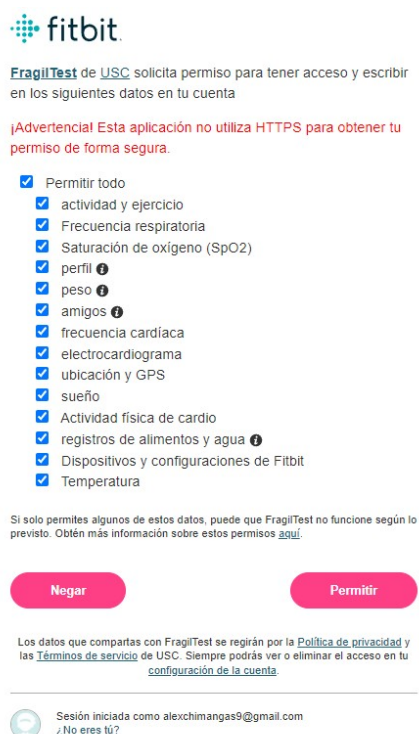 fitbit
FragilTest de USC solicita permiso para tener acceso y escribir
en los siguientes datos en tu cuenta
¡Advertencia! Esta aplicación no utiliza HTTPS para obtener tu
permiso de forma segura.
Permitir todo
actividad y ejercicio
Frecuencia respiratoria
Saturación de oxígeno (SpO2)
perfil
peso
amigos
frecuencia cardíaca
electrocardiograma
ubicación y GPS
sueño
Actividad física de cardio
registros de alimentos y agua
Dispositivos y configuraciones de Fitbit
Temperatura
Si solo permites algunos de estos datos, puede que FragilTest no funcione según lo
previsto. Obtén más información sobre estos permisos aquí.
Negar Permitir
Los datos que compartas con FragilTest se regirán por la Política de privacidad y
las Términos de servicio de USC. Siempre podrás ver o eliminar el acceso en tu
configuración de la cuenta.
Sesión iniciada como alexchimangas9@gmail.com
¿No eres tú?